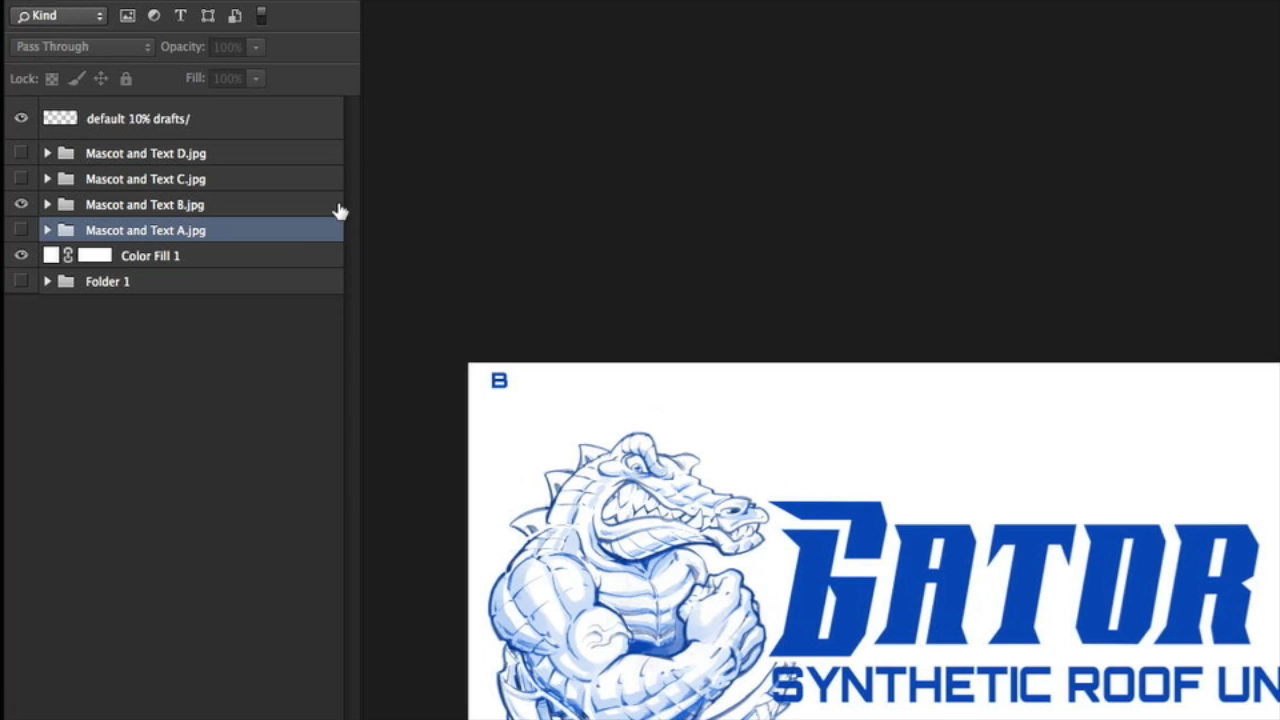 Kind
Pass Through Opacity: 100%
Lock: Fill: 100%
default 10% drafts/
Mascot and Text D.jpg
Mascot and Text C.jpg
Mascot and Text B.jpg
Mascot and Text A.jpg
Color Fill 1
Folder 1
B
GATOR
SYNTHETIC ROOF UN